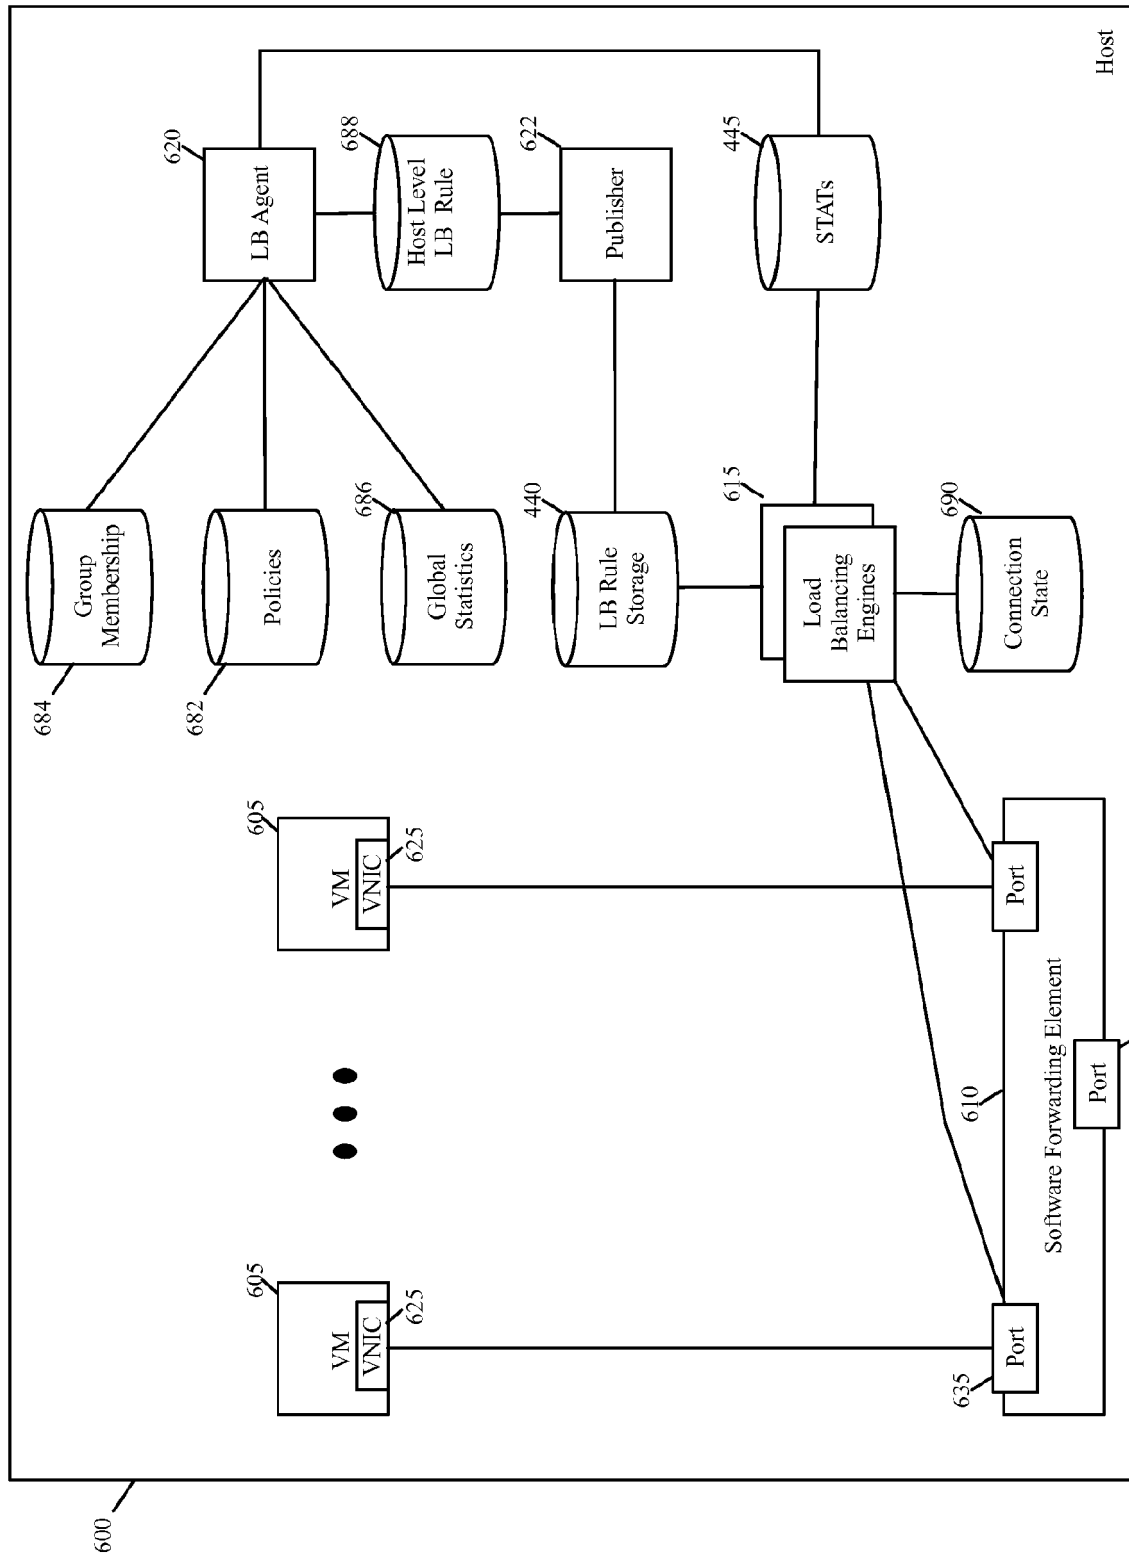 600
Host
605
VM
VNIC
625
605
VM
VNIC
625
684
Group
Membership
682
Policies
686
Global
Statistics
620
LB Agent
688
Host Level
LB Rule
622
Publisher
440
LB Rule
Storage
445
STATs
615
Load
Balancing
Engines
690
Connection
State
635
Port
610
Port
Software Forwarding Element
Port